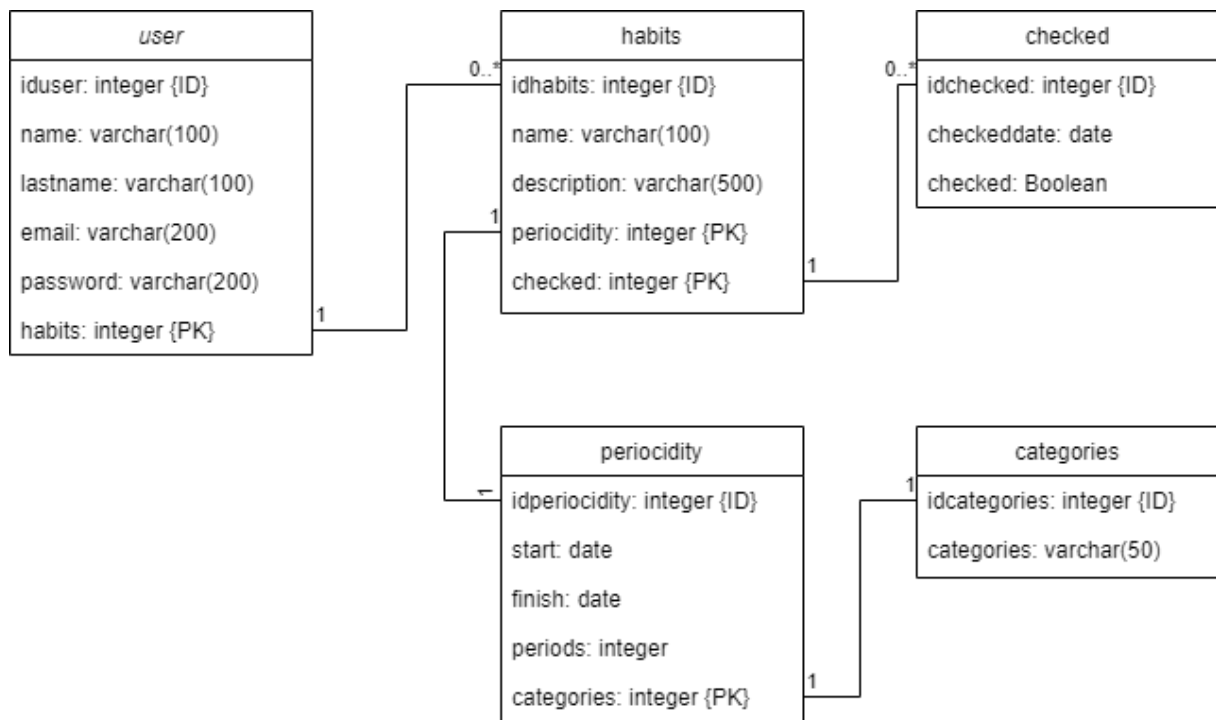 user
iduser: integer {ID}
name: varchar(100)
lastname: varchar(100)
email: varchar(200)
password: varchar(200)
habits: integer {PK}
1
0..*
habits
idhabits: integer {ID}
name: varchar(100)
description: varchar(500)
periocidity: integer {PK}
checked: integer {PK}
1
1
0..*
checked
idchecked: integer {ID}
checkeddate: date
checked: Boolean
1
periocidity
idperiocidity: integer {ID}
start: date
finish: date
periods: integer
categories: integer {PK}
1
1
categories
idcategories: integer {ID}
categories: varchar(50)